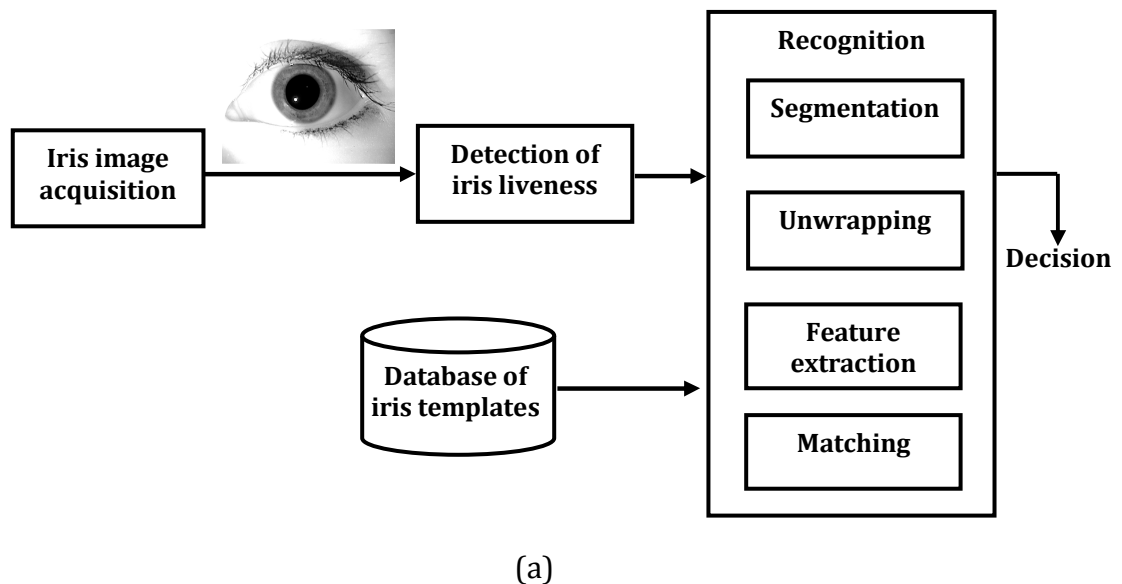 Iris image
acquisition
Detection of
iris liveness
Database of
iris templates
Recognition
Segmentation
Unwrapping
Feature
extraction
Matching
Decision
(a)